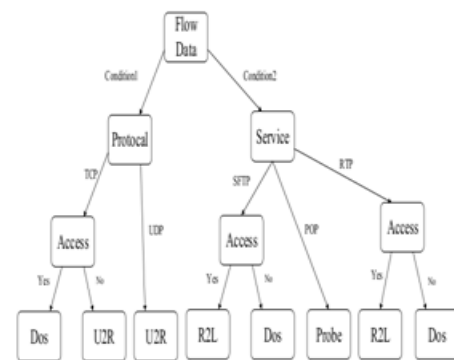 Flow
Data
Condition1
Condition2
Protocal
Service
TCP
UDP
SFTP
POP
RTP
Access
Access
Access
Yes
No
Yes
No
Yes
No
Dos
U2R
U2R
R2L
Dos
Probe
R2L
Dos